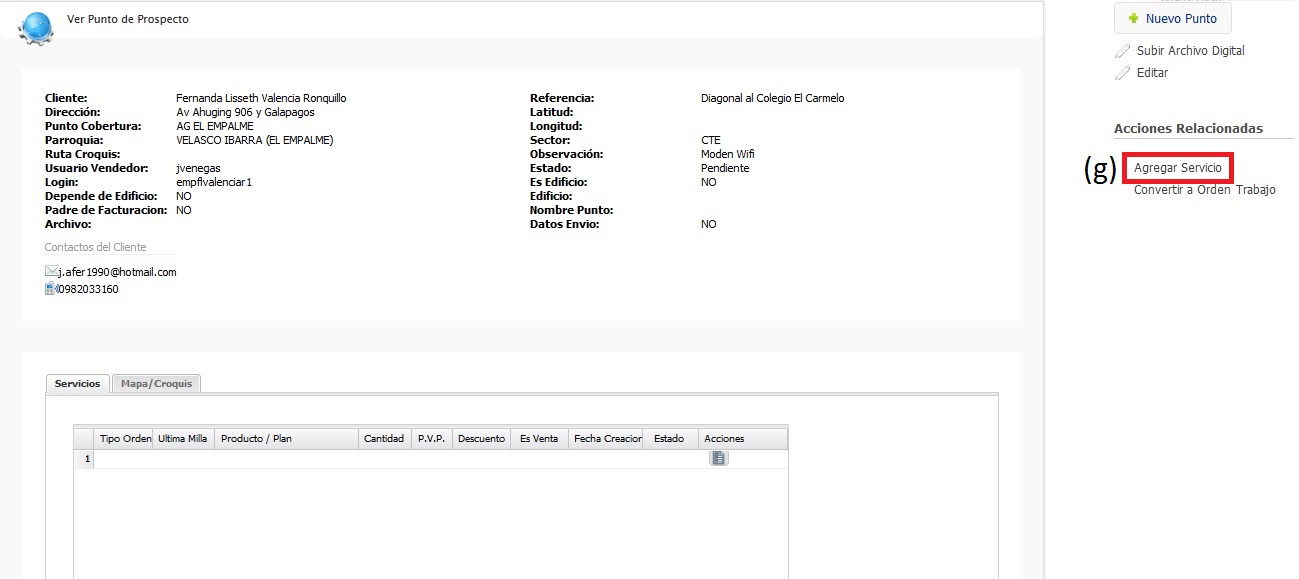 Ver Punto de Prospecto
Nuevo Punto
Subir Archivo Digital
Editar
Cliente: Fernanda Lisseth Valencia Ronquillo
Dirección: Av Ahuging 906 y Galapagos
Punto Cobertura: AG EL EMPALME
Parroquia: VELASCO IBARRA (EL EMPALME)
Ruta Croquis:
Usuario Vendedor: jvenegas
Login: empflvalenciar1
Depende de Edificio: NO
Padre de Facturacion: NO
Archivo:
Referencia: Diagonal al Colegio El Carmelo
Latitud:
Longitud:
Sector: CTE
Observación: Moden Wifi
Estado: Pendiente
Es Edificio: NO
Edificio:
Nombre Punto:
Datos Envio: NO
Acciones Relacionadas
(g) Agregar Servicio
Convertir a Orden Trabajo
Contactos del Cliente
j.afer1990@hotmail.com
0982033160
Servicios Mapa/Croquis
Tipo Orden Ultima Milla Producto / Plan Cantidad P.V.P. Descuento Es Venta Fecha Creacion Estado Acciones
1